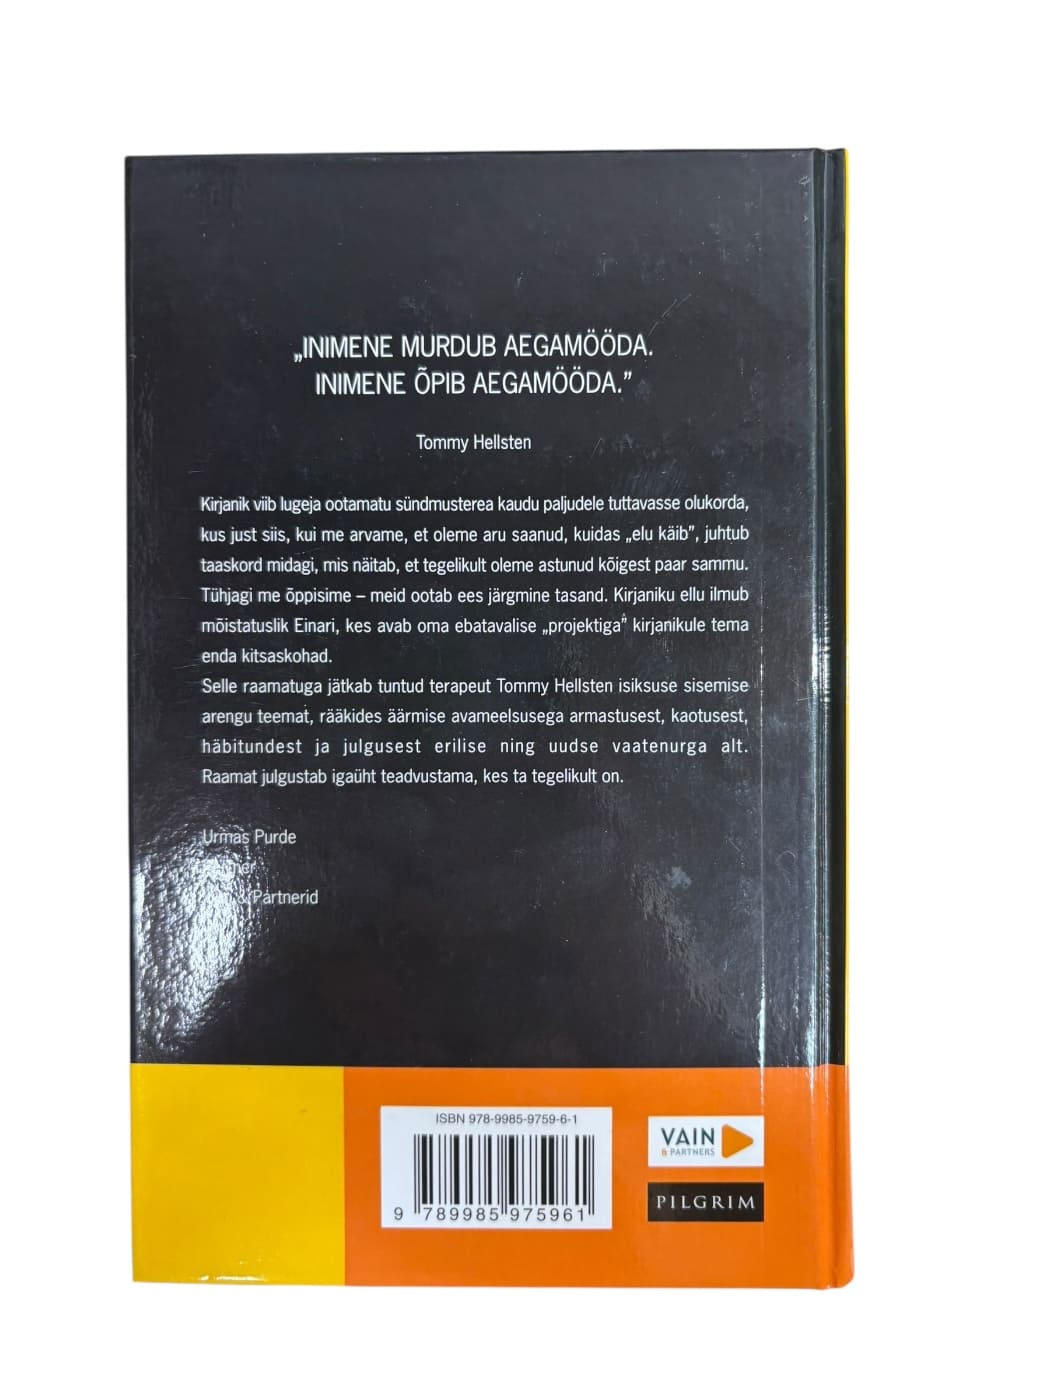 „INIMENE MURDUB AEGAMÖÖDA.
INIMENE ÕPIB AEGAMÖÖDA.”
Tommy Hellsten
Kirjanik viib lugeja ootamatu sündmusterea kaudu paljudele tuttavasse olukorda,
kus just siis, kui me arvame, et oleme aru saanud, kuidas „elu käib”, juhtub
taaskord midagi, mis näitab, et tegelikult oleme astunud kõigest paar sammu.
Tühjagi me õppisime – meid ootab ees järgmine tasand. Kirjaniku ellu ilmub
mõistatuslik Einari, kes avab oma ebatavalise „projektiga” kirjanikule tema
enda kitsaskohad.
Selle raamatuga jätkab tuntud terapeut Tommy Hellsten isiksuse sisemise
arengu teemat, rääkides äärmise avameelsusega armastusest, kaotusest,
häbitundest ja julgusest erilise ning uudse vaatenurga alt.
Raamat julgustab igaüht teadvustama, kes ta tegelikult on.
Urmas Purde
& Partnerid
ISBN 978-9985-9759-6-1
9 789985 975961
VAIN
& PARTNERS
PILGRIM